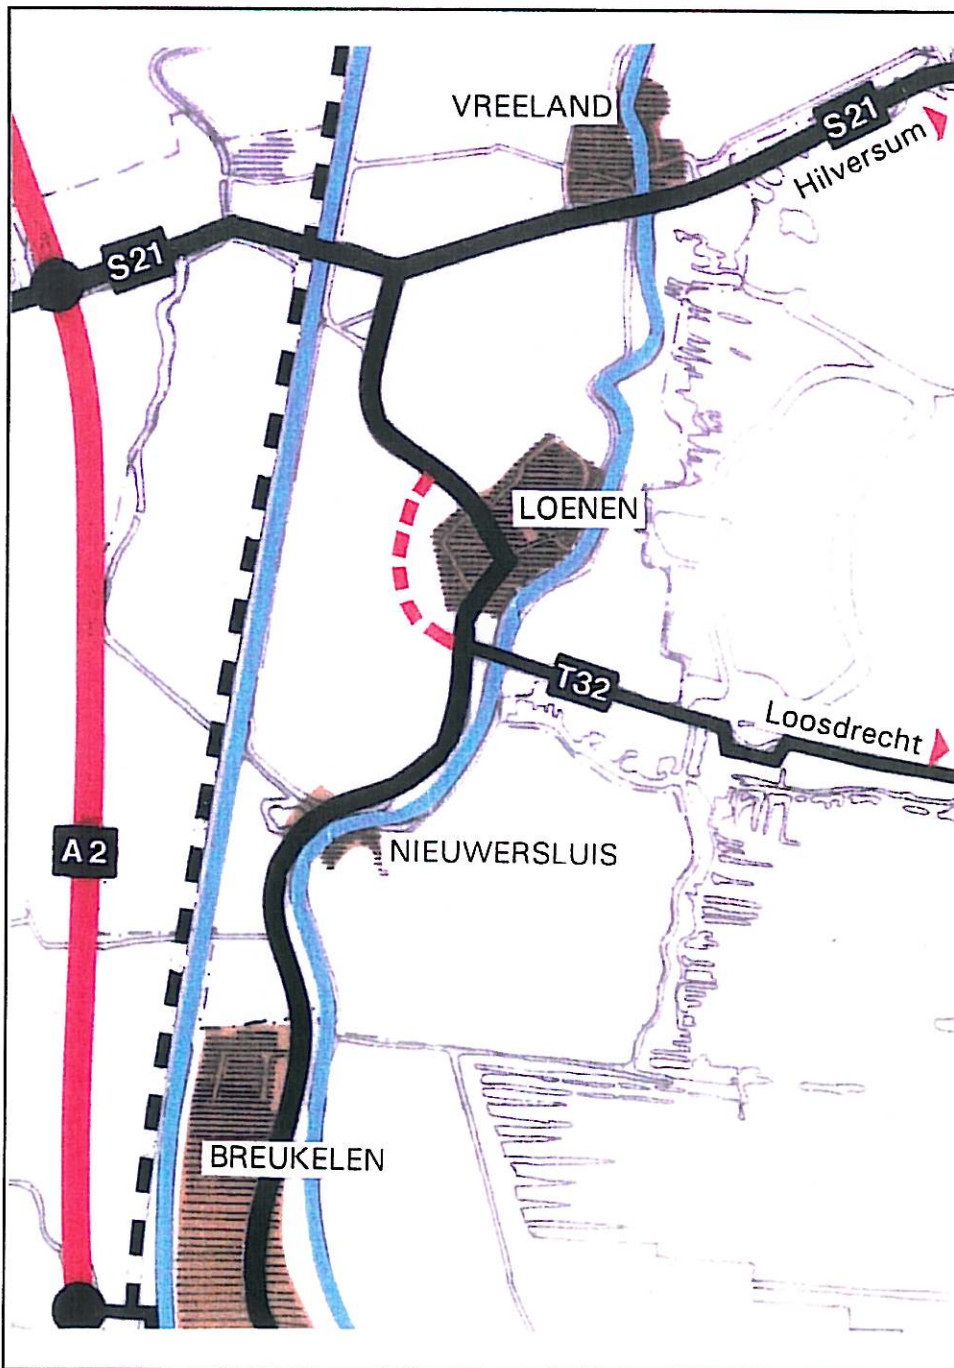 VREELAND
S21
Hilversum
S21
LOENEN
T32
Loosdrecht
A2
NIEUWERSLUIS
BREUKELEN